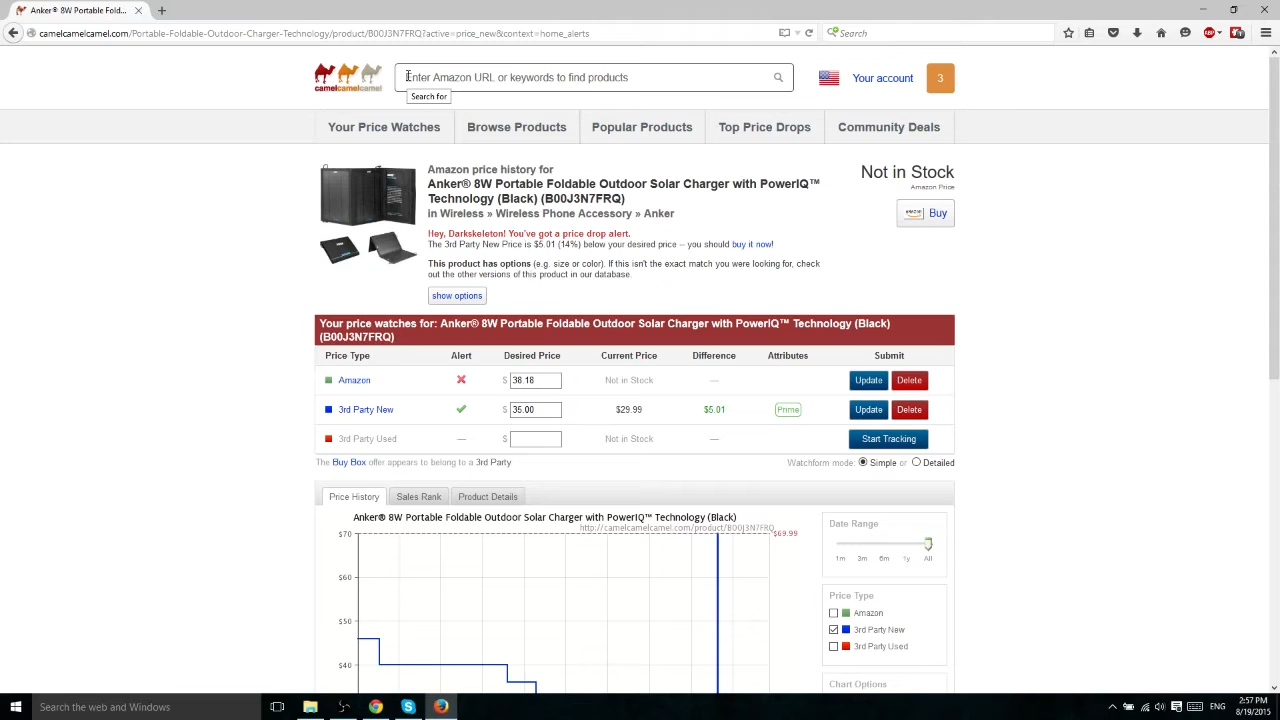 Anker® 8W Portable Fold...
camelcamelcamel.com/Portable-Foldable-Outdoor-Charger-Technology/product/B00J3N7FRQ?active=price_new&context=home_alerts
Search
camelcamelcamel
Enter Amazon URL or keywords to find products
Search for
Your account
3
Your Price Watches
Browse Products
Popular Products
Top Price Drops
Community Deals
Amazon price history for
Anker® 8W Portable Foldable Outdoor Solar Charger with PowerIQ™
Technology (Black) (B00J3N7FRQ)
in Wireless » Wireless Phone Accessory » Anker
Hey, Darkskeleton! You've got a price drop alert.
The 3rd Party New Price is $5.01 (14%) below your desired price -- you should buy it now!
This product has options (e.g. size or color). If this isn't the exact match you were looking for, check
out the other versions of this product in our database.
show options
Not in Stock
Amazon Price
amazon Buy
Your price watches for: Anker® 8W Portable Foldable Outdoor Solar Charger with PowerIQ™ Technology (Black)
(B00J3N7FRQ)
Price Type Alert Desired Price Current Price Difference Attributes Submit
Amazon $ 38.18 Not in Stock — Update Delete
3rd Party New $ 35.00 $29.99 $5.01 Prime Update Delete
3rd Party Used — $ Not in Stock — Start Tracking
The Buy Box offer appears to belong to a 3rd Party
Watchform mode: Simple or Detailed
Price History
Sales Rank
Product Details
Anker® 8W Portable Foldable Outdoor Solar Charger with PowerIQ™ Technology (Black)
http://camelcamelcamel.com/product/B00J3N7FRQ
$70
$69.99
$60
$50
$40
Date Range
1m 3m 6m 1y All
Price Type
Amazon
3rd Party New
3rd Party Used
Chart Options
Search the web and Windows
ENG
2:57 PM
8/19/2015